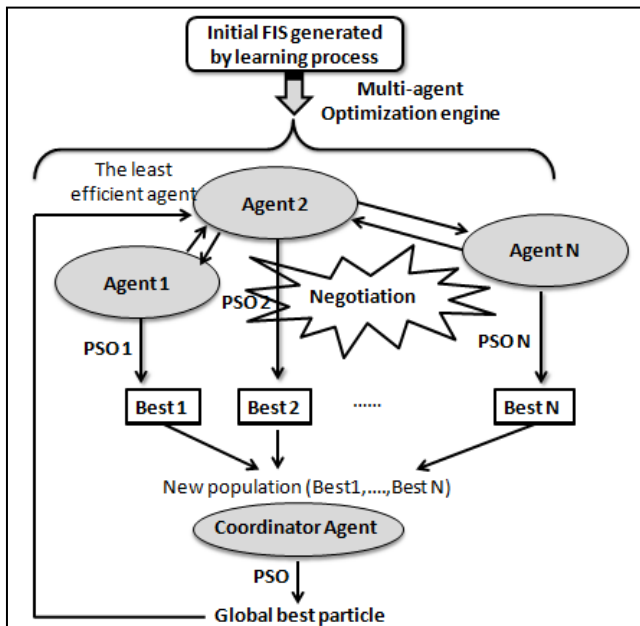 Initial FIS generated
by learning process
Multi-agent
Optimization engine
The least
efficient agent
Agent 2
Agent N
Agent 1
Negotiation
PSO 1
PSO 2
PSO N
Best 1
Best 2
......
Best N
New population (Best1,....,Best N)
Coordinator Agent
PSO
Global best particle